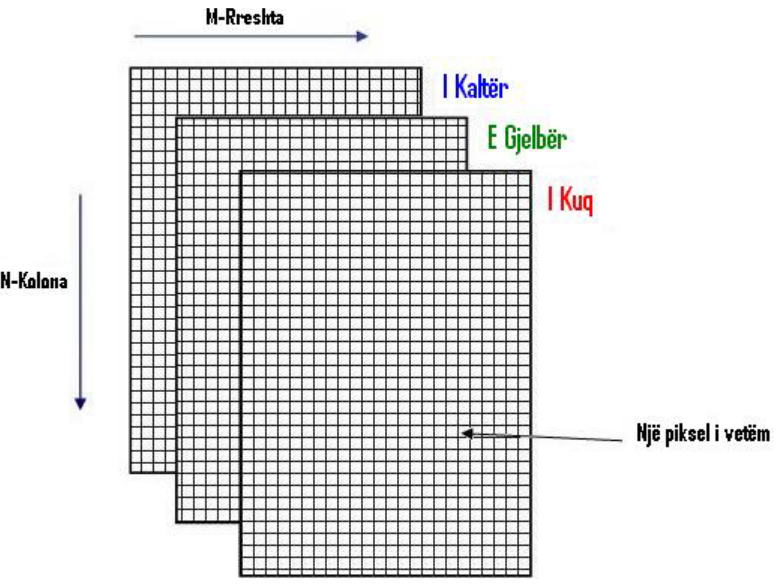 M-Rreshta
I Kaltër
E Gjelbër
I Kuq
N-Kolona
Një piksel i vetëm